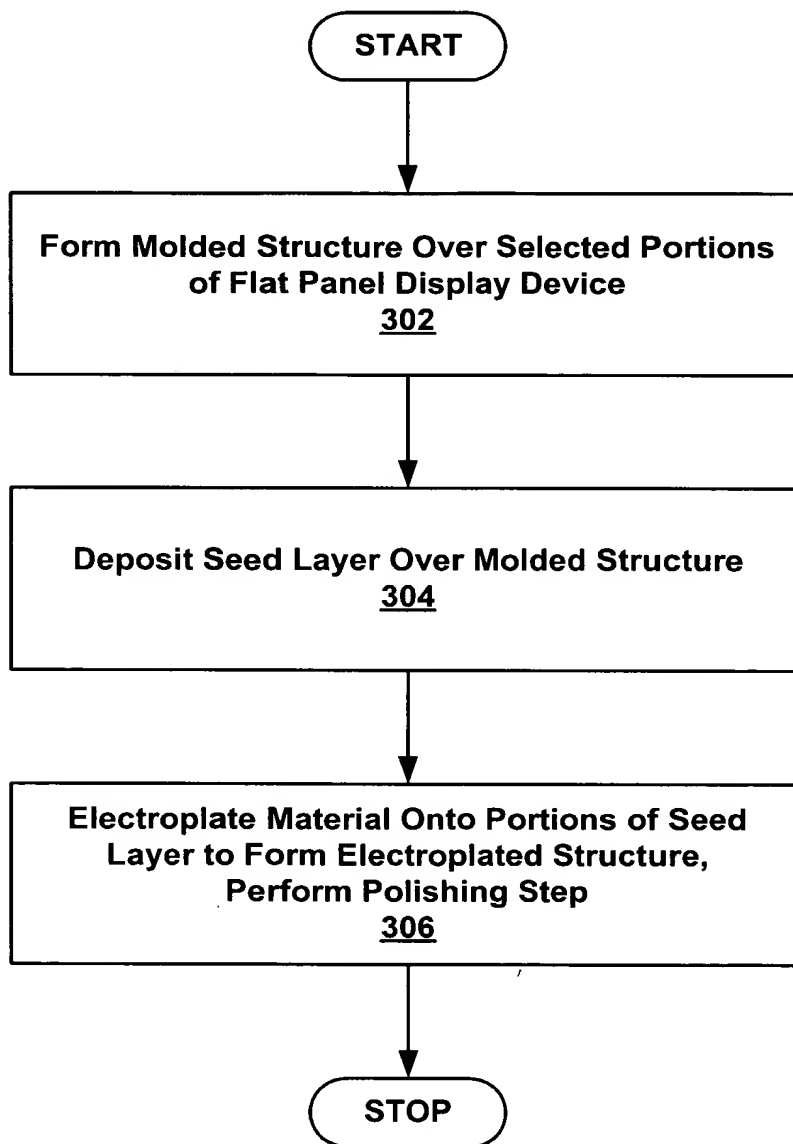 START
Form Molded Structure Over Selected Portions
of Flat Panel Display Device
302
Deposit Seed Layer Over Molded Structure
304
Electroplate Material Onto Portions of Seed
Layer to Form Electroplated Structure,
Perform Polishing Step
306
STOP